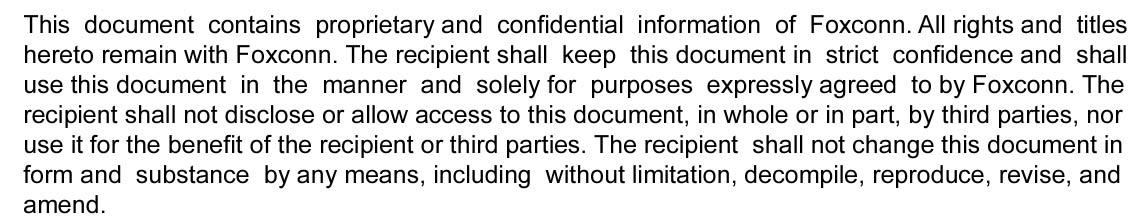 This document contains proprietary and confidential information of Foxconn. All rights and titles
hereto remain with Foxconn. The recipient shall keep this document in strict confidence and shall
use this document in the manner and solely for purposes expressly agreed to by Foxconn. The
recipient shall not disclose or allow access to this document, in whole or in part, by third parties, nor
use it for the benefit of the recipient or third parties. The recipient shall not change this document in
form and substance by any means, including without limitation, decompile, reproduce, revise, and
amend.